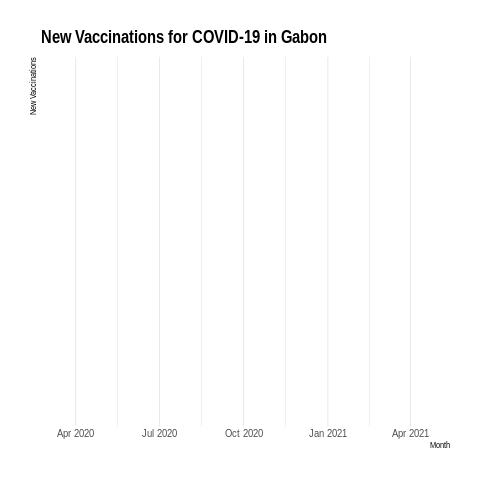 New Vaccinations for COVID-19 in Gabon
New Vaccinations
Apr 2020 Jul 2020 Oct 2020 Jan 2021 Apr 2021
Month